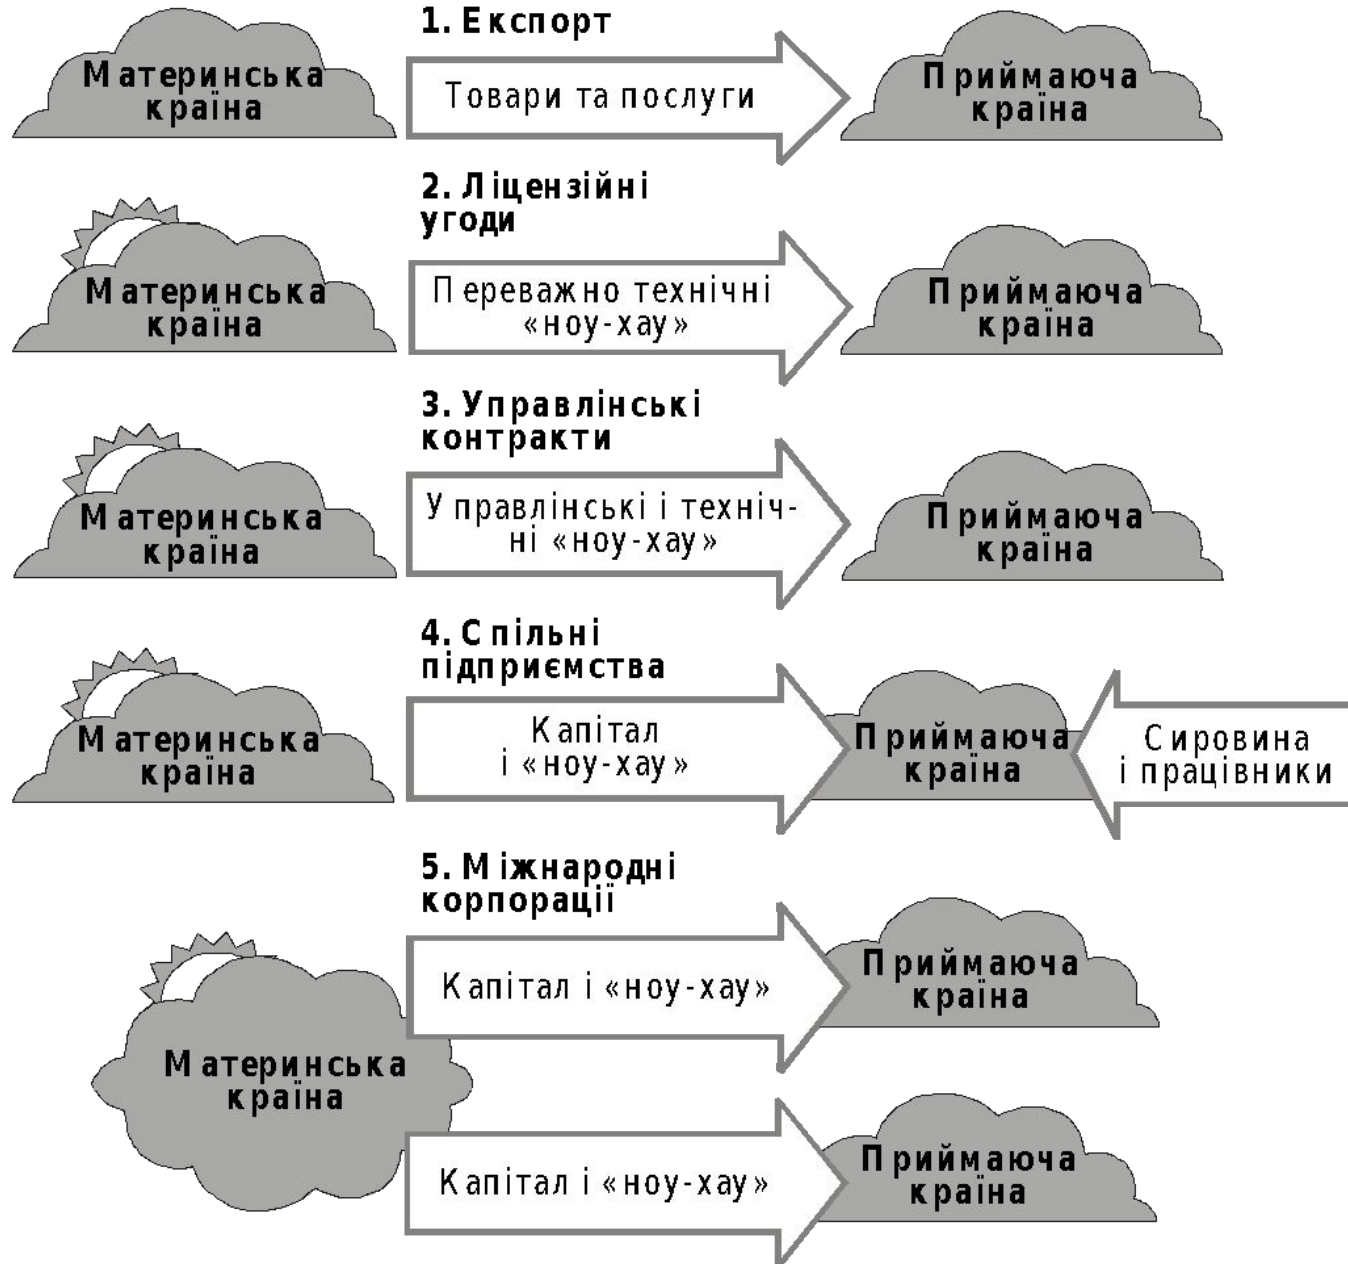 1. Експорт
Материнська
країна
Товари та послуги
Приймаюча
країна
2. Ліцензійні
угоди
Материнська
країна
Переважно технічні
«ноу-хау»
Приймаюча
країна
3. Управлінські
контракти
Материнська
країна
Управлінські і техніч-
ні «ноу-хау»
Приймаюча
країна
4. Спільні
підприємства
Материнська
країна
Капітал
і «ноу-хау»
Приймаюча
країна
Сировина
і працівники
5. Міжнародні
корпорації
Материнська
країна
Капітал і «ноу-хау»
Приймаюча
країна
Капітал і «ноу-хау»
Приймаюча
країна